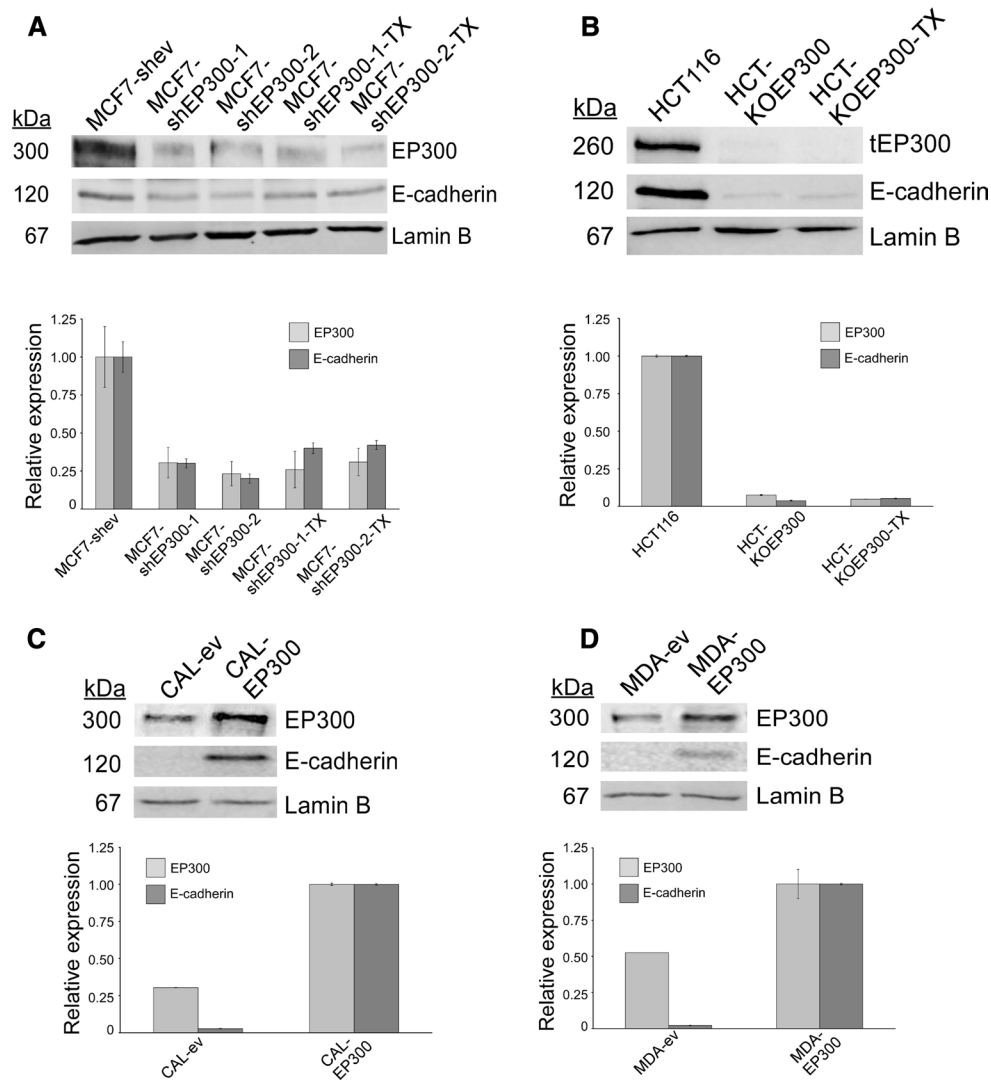 A
kDa
MCF7-shev
MCF7-
shEP300-1
MCF7-
shEP300-2
MCF7-
shEP300-1-TX
MCF7-
shEP300-2-TX
300
EP300
120
E-cadherin
67
Lamin B
Relative expression
1.25
1.00
0.75
0.50
0.25
0
EP300
E-cadherin
MCF7-shev
MCF7-
shEP300-1
MCF7-
shEP300-2
MCF7-
shEP300-1-TX
MCF7-
shEP300-2-TX
B
kDa
HCT116
HCT-
KOEP300
HCT-
KOEP300-TX
260
tEP300
120
E-cadherin
67
Lamin B
Relative expression
1.25
1.00
0.75
0.50
0.25
0
EP300
E-cadherin
HCT116
HCT-
KOEP300
HCT-
KOEP300-TX
C
kDa
CAL-ev
CAL-
EP300
300
EP300
120
E-cadherin
67
Lamin B
Relative expression
1.25
1.00
0.75
0.50
0.25
0
EP300
E-cadherin
CAL-ev
CAL-
EP300
D
kDa
MDA-ev
MDA-
EP300
300
EP300
120
E-cadherin
67
Lamin B
Relative expression
1.25
1.00
0.75
0.50
0.25
0
EP300
E-cadherin
MDA-ev
MDA-
EP300